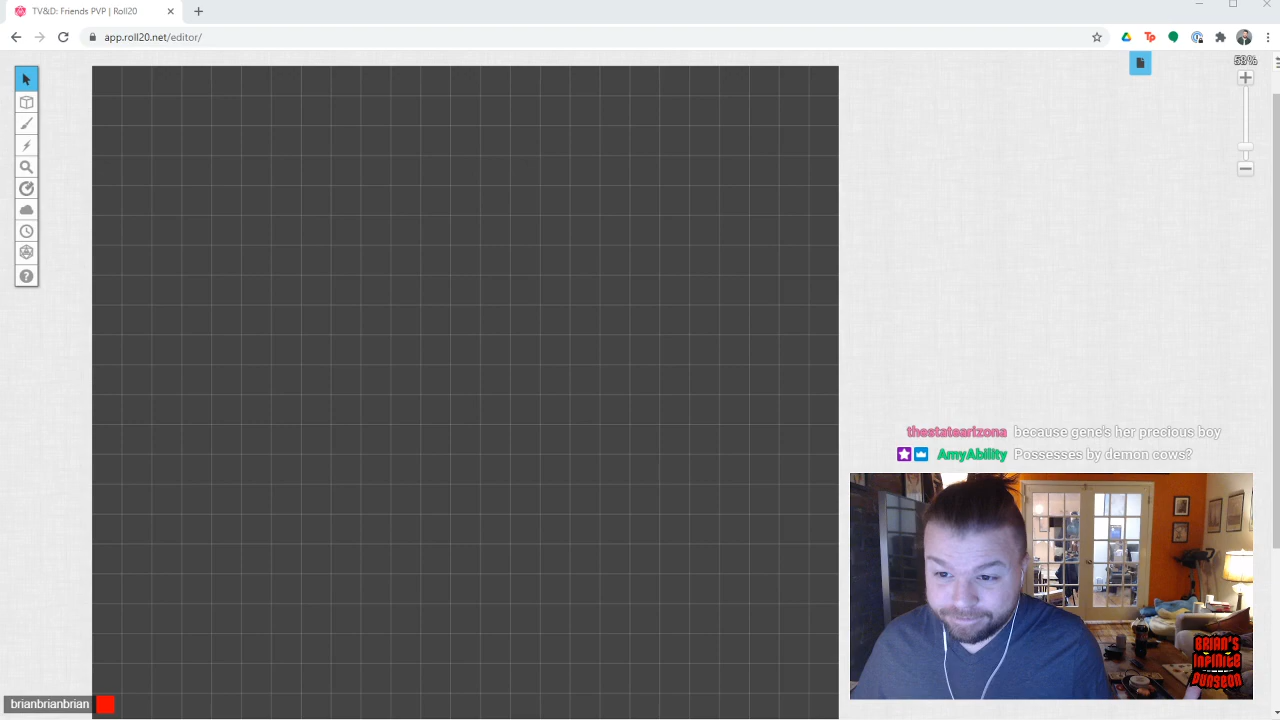 TV&D: Friends PVP | Roll20
app.roll20.net/editor/
58%
thestatearizona because gene's her precious boy
AmyAbility Possesses by demon cows?
BRIAN'S
INFINITE
DUNGEON
brianbrianbrian